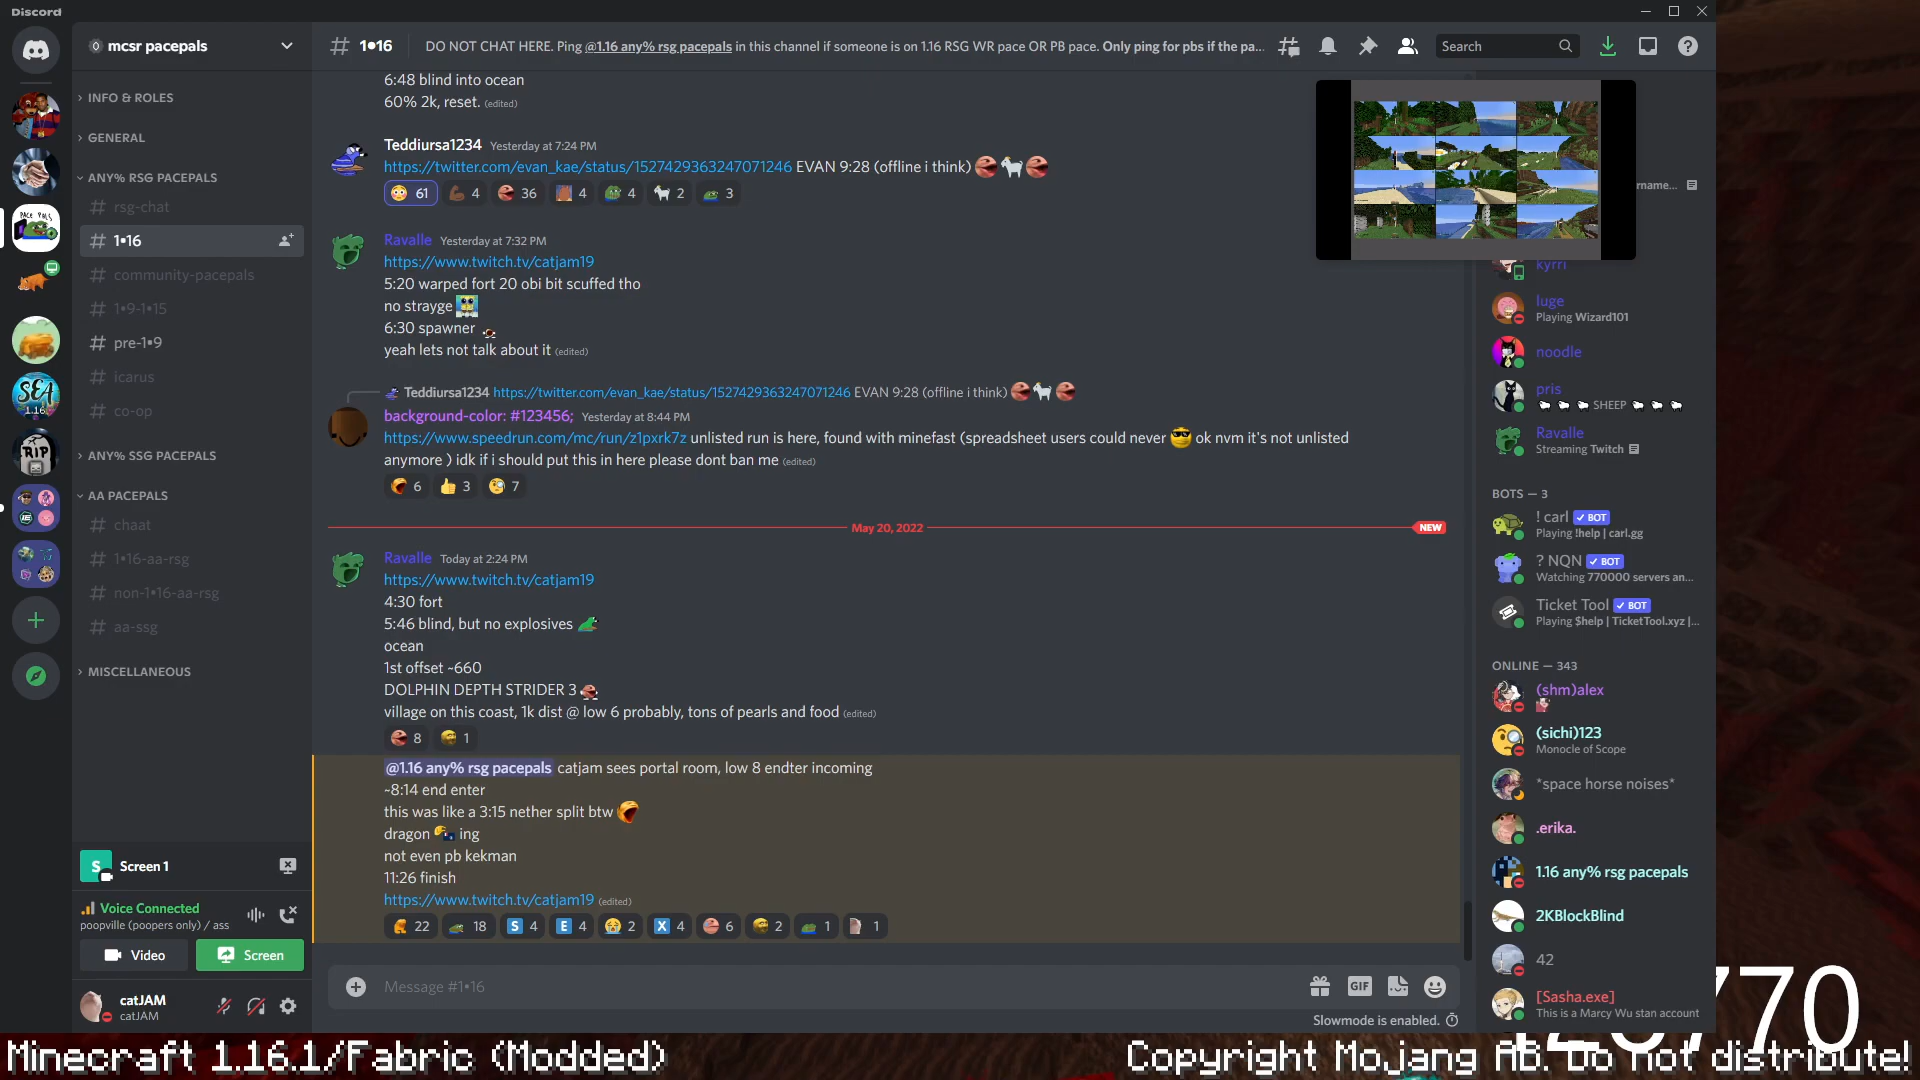 Discord
mcsr pacepals
1•16
DO NOT CHAT HERE. Ping @1.16 any% rsg pacepals in this channel if someone is on 1.16 RSG WR pace OR PB pace. Only ping for pbs if the pa...
Search
INFO & ROLES
GENERAL
ANY% RSG PACEPALS
rsg-chat
1•16
community-pacepals
1•9-1•15
pre-1•9
icarus
co-op
ANY% SSG PACEPALS
AA PACEPALS
chaat
1•16-aa-rsg
non-1•16-aa-rsg
aa-ssg
MISCELLANEOUS
Screen 1
Voice Connected
poopville (poopers only) / ass
Video
Screen
catJAM
catJAM
6:48 blind into ocean
60% 2k, reset. (edited)
Teddiursa1234 Yesterday at 7:24 PM
https://twitter.com/evan_kae/status/1527429363247071246 EVAN 9:28 (offline i think)
61 4 36 4 4 2 3
Ravalle Yesterday at 7:32 PM
https://www.twitch.tv/catjam19
5:20 warped fort 20 obi bit scuffed tho
no strayge
6:30 spawner
yeah lets not talk about it (edited)
Teddiursa1234 https://twitter.com/evan_kae/status/1527429363247071246 EVAN 9:28 (offline i think)
background-color: #123456; Yesterday at 8:44 PM
https://www.speedrun.com/mc/run/z1pxrk7z unlisted run is here, found with minefast (spreadsheet users could never ok nvm it's not unlisted
anymore ) idk if i should put this in here please dont ban me (edited)
6 3 7
May 20, 2022
NEW
Ravalle Today at 2:24 PM
https://www.twitch.tv/catjam19
4:30 fort
5:46 blind, but no explosives
ocean
1st offset ~660
DOLPHIN DEPTH STRIDER 3
village on this coast, 1k dist @ low 6 probably, tons of pearls and food (edited)
8 1
@1.16 any% rsg pacepals catjam sees portal room, low 8 endter incoming
~8:14 end enter
this was like a 3:15 nether split btw
dragon ing
not even pb kekman
11:26 finish
https://www.twitch.tv/catjam19 (edited)
22 18 S 4 E 4 2 X 4 6 2 1 1
Message #1•16
GIF
Slowmode is enabled.
rname...
kyrri
luge
Playing Wizard101
noodle
pris
SHEEP
Ravalle
Streaming Twitch
BOTS — 3
! carl BOT
Playing !help | carl.gg
? NQN BOT
Watching 770000 servers an...
Ticket Tool BOT
Playing $help | TicketTool.xyz |...
ONLINE — 343
(shm)alex
(sichi)123
Monocle of Scope
*space horse noises*
.erika.
1.16 any% rsg pacepals
2KBlockBlind
42
[Sasha.exe]
This is a Marcy Wu stan account
Minecraft 1.16.1/Fabric (Modded)
Copyright Mojang AB. Do not distribute!